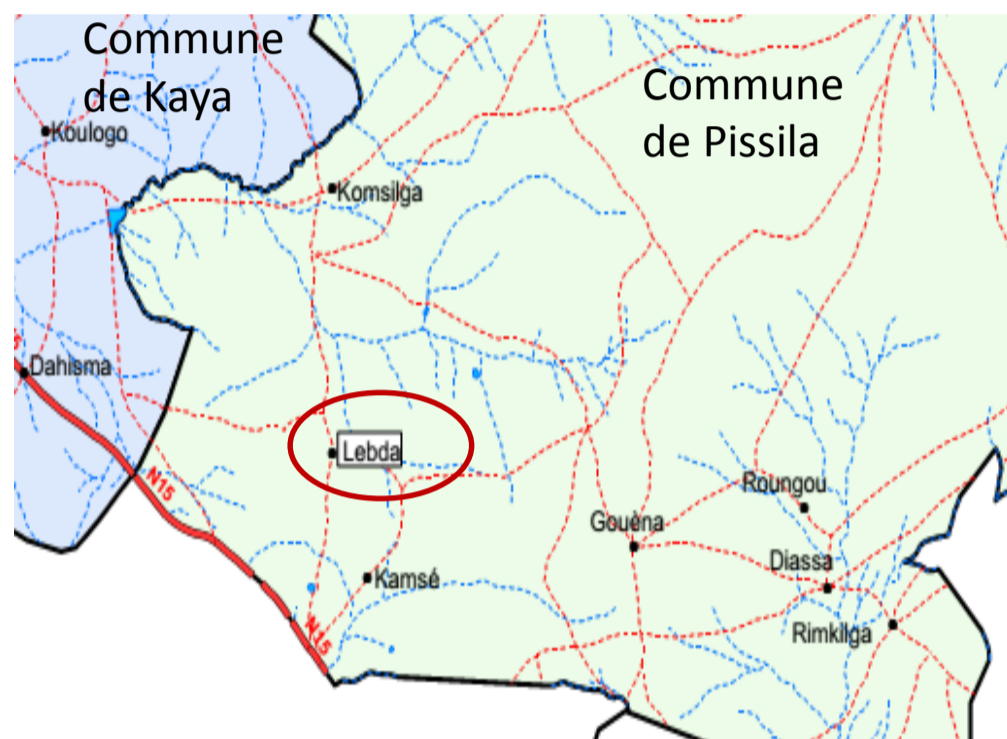 Commune
de Kaya
Commune
de Pissila
Koulogo
Komsilga
Dahisma
Lebda
N15
Roungou
Gouèna
Diassa
Kamsé
Rimkilga
N15